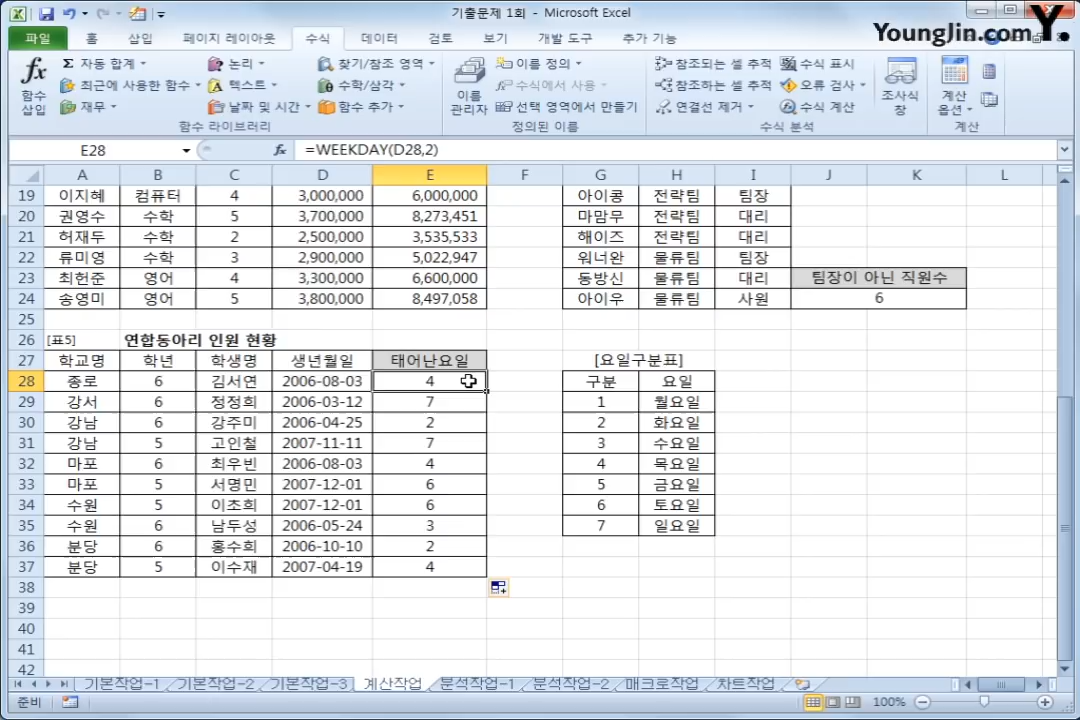 기출문제 1회 - Microsoft Excel
YoungJin.com Y.
파일 홈 삽입 페이지 레이아웃 수식 데이터 검토 보기 개발 도구 추가 기능
fx 함수 삽입
Σ 자동 합계
최근에 사용한 함수
재무
논리
텍스트
날짜 및 시간
찾기/참조 영역
수학/삼각
함수 추가
함수 라이브러리
이름 관리자
이름 정의
수식에서 사용
선택 영역에서 만들기
정의된 이름
참조되는 셀 추적
참조하는 셀 추적
연결선 제거
수식 표시
오류 검사
수식 계산
수식 분석
조사식 창
계산 옵션
계산
E28 fx =WEEKDAY(D28,2)
A B C D E F G H I J K L
19 이지혜 컴퓨터 4 3,000,000 6,000,000 아이콩 전략팀 팀장
20 권영수 수학 5 3,700,000 8,273,451 마맘무 전략팀 대리
21 허재두 수학 2 2,500,000 3,535,533 해이즈 전략팀 대리
22 류미영 수학 3 2,900,000 5,022,947 워너완 물류팀 팀장
23 최헌준 영어 4 3,300,000 6,600,000 동방신 물류팀 대리 팀장이 아닌 직원수
24 송영미 영어 5 3,800,000 8,497,058 아이우 물류팀 사원 6
25
26 [표5] 연합동아리 인원 현황
27 학교명 학년 학생명 생년월일 태어난요일 [요일구분표]
28 종로 6 김서연 2006-08-03 4 구분 요일
29 강서 6 정정희 2006-03-12 7 1 월요일
30 강남 6 강주미 2006-04-25 2 2 화요일
31 강남 5 고인철 2007-11-11 7 3 수요일
32 마포 6 최우빈 2006-08-03 4 4 목요일
33 마포 5 서명민 2007-12-01 6 5 금요일
34 수원 5 이초희 2007-12-01 6 6 토요일
35 수원 6 남두성 2006-05-24 3 7 일요일
36 분당 6 홍수희 2006-10-10 2
37 분당 5 이수재 2007-04-19 4
38
39
40
41
42
기본작업-1 기본작업-2 기본작업-3 계산작업 분석작업-1 분석작업-2 매크로작업 차트작업
준비 100%